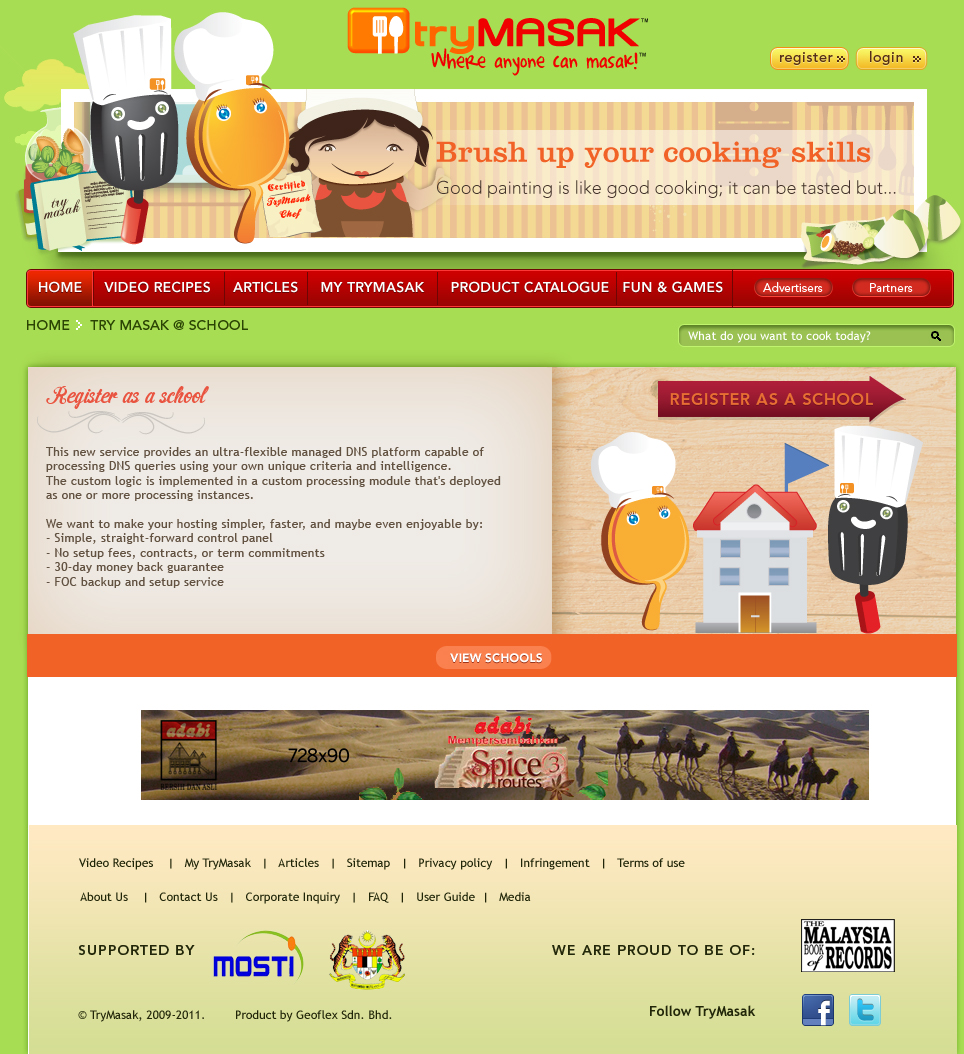 tryMASAK™
Where anyone can masak!™
register
login
try
masak
Certified
TryMasak
Chef
Brush up your cooking skills
Good painting is like good cooking; it can be tasted but...
HOME VIDEO RECIPES ARTICLES MY TRYMASAK PRODUCT CATALOGUE FUN & GAMES Advertisers Partners
HOME TRY MASAK @ SCHOOL
What do you want to cook today?
Register as a school
REGISTER AS A SCHOOL
This new service provides an ultra-flexible managed DNS platform capable of
processing DNS queries using your own unique criteria and intelligence.
The custom logic is implemented in a custom processing module that's deployed
as one or more processing instances.
We want to make your hosting simpler, faster, and maybe even enjoyable by:
- Simple, straight-forward control panel
- No setup fees, contracts, or term commitments
- 30-day money back guarantee
- FOC backup and setup service
VIEW SCHOOLS
adabi
BERSIH DAN ASLI
728x90
adabi
Mempersembahkan
Spice 3
routes
Video Recipes | My TryMasak | Articles | Sitemap | Privacy policy | Infringement | Terms of use
About Us | Contact Us | Corporate Inquiry | FAQ | User Guide | Media
SUPPORTED BY
MOSTI
WE ARE PROUD TO BE OF:
THE
MALAYSIA
BOOK of RECORDS
Follow TryMasak
© TryMasak, 2009-2011. Product by Geoflex Sdn. Bhd.